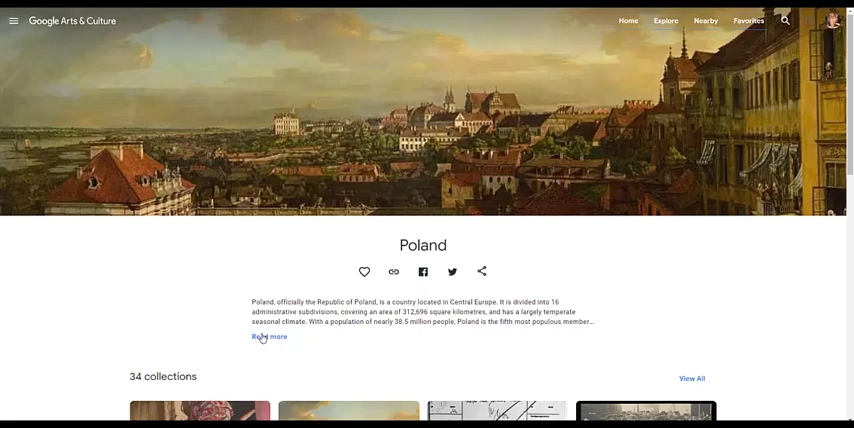 Google Arts & Culture
Home Explore Nearby Favorites
Poland
Poland, officially the Republic of Poland, is a country located in Central Europe. It is divided into 16
administrative subdivisions, covering an area of 312,696 square kilometres, and has a largely temperate
seasonal climate. With a population of nearly 38.5 million people, Poland is the fifth most populous member...
Read more
34 collections
View All